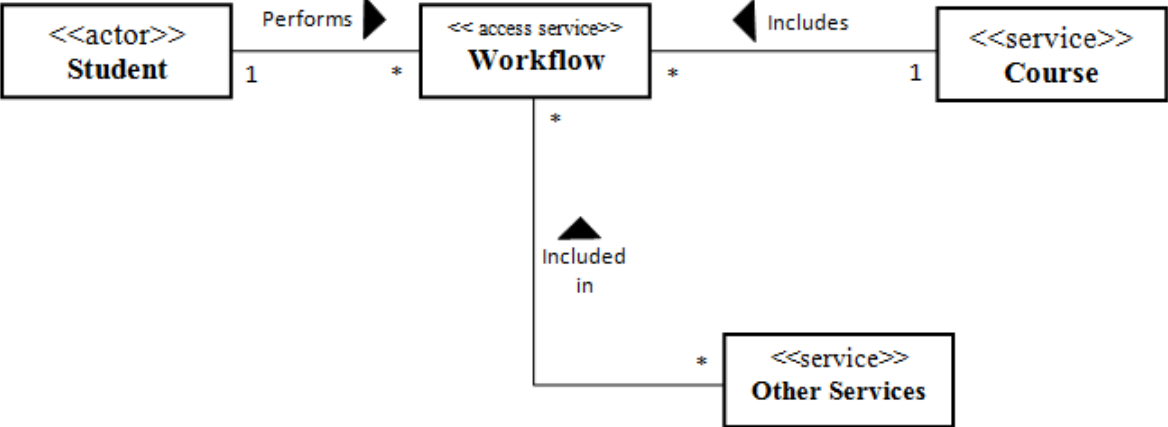 <<actor>>
Student
Performs
1
*
<< access service>>
Workflow
Includes
*
1
<<service>>
Course
*
Included
in
*
<<service>>
Other Services